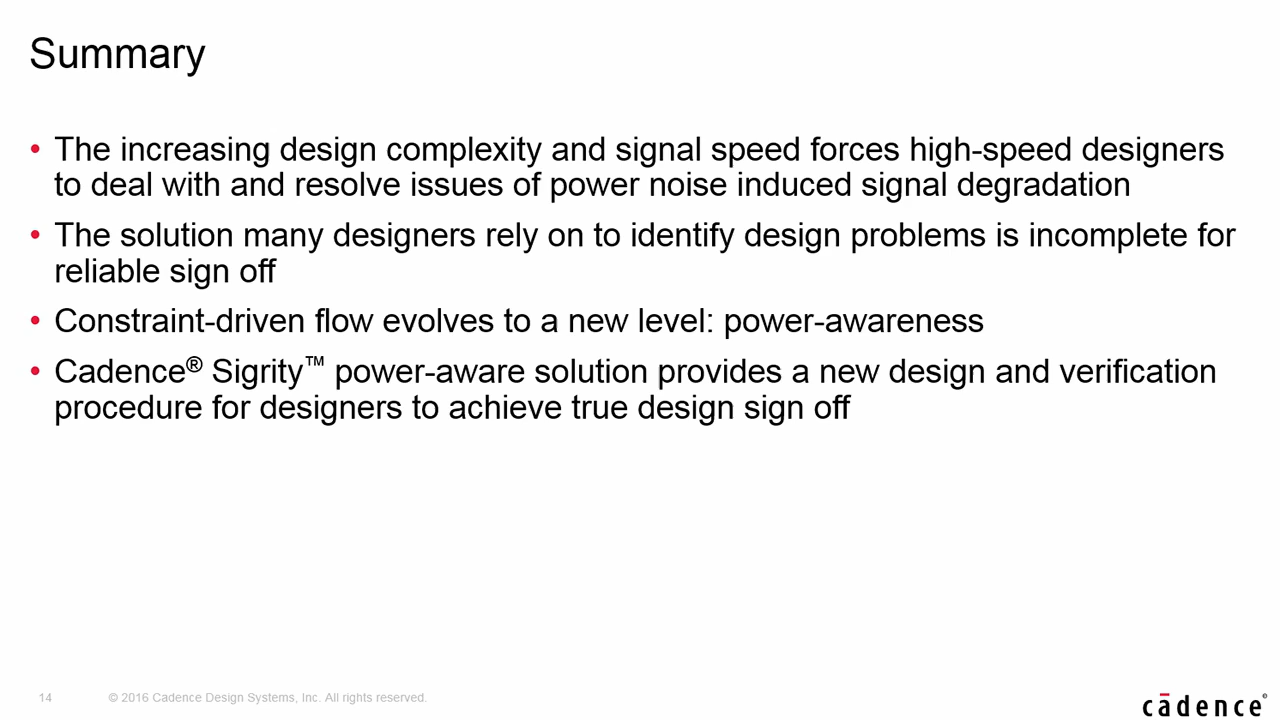 Summary
• The increasing design complexity and signal speed forces high-speed designers
to deal with and resolve issues of power noise induced signal degradation
• The solution many designers rely on to identify design problems is incomplete for
reliable sign off
• Constraint-driven flow evolves to a new level: power-awareness
• Cadence® Sigrity™ power-aware solution provides a new design and verification
procedure for designers to achieve true design sign off
14 © 2016 Cadence Design Systems, Inc. All rights reserved.
cādence®